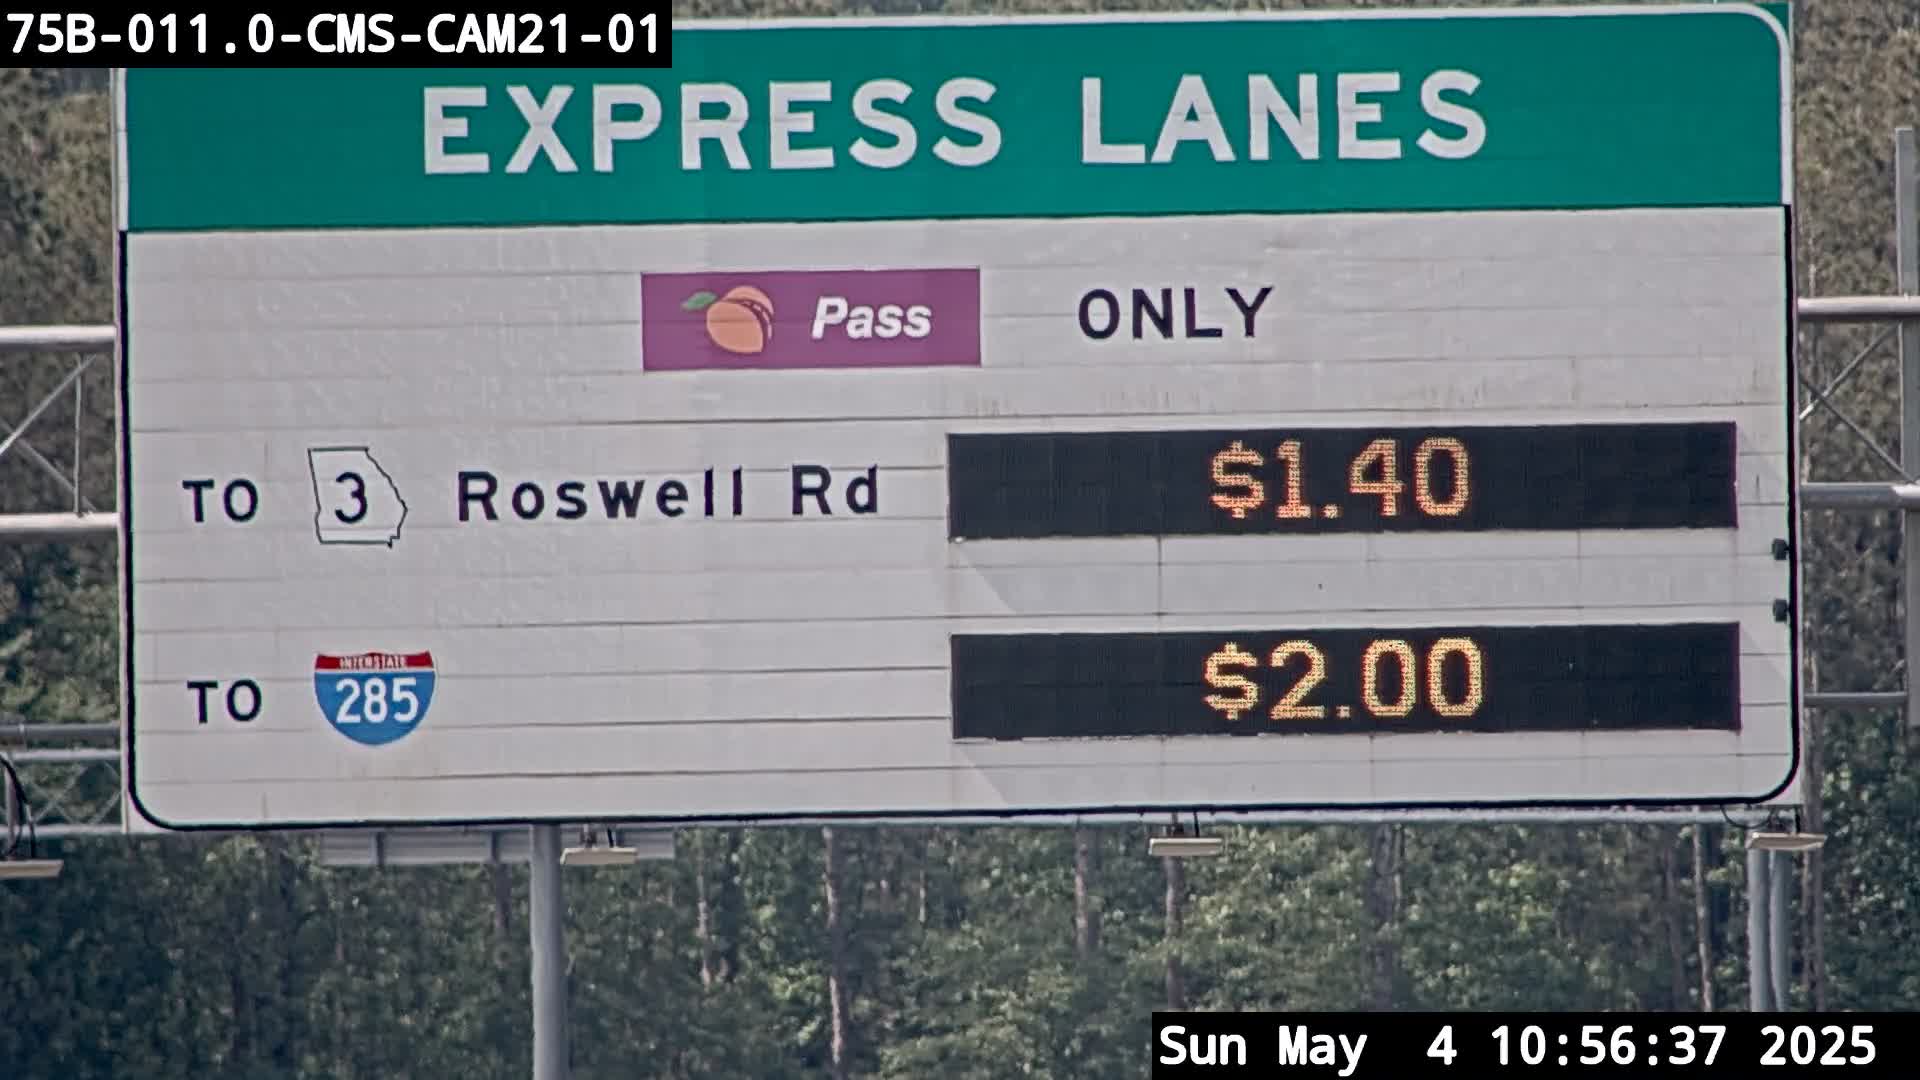 75B-011.0-CMS-CAM21-01
EXPRESS LANES
Pass ONLY
TO 3 Roswell Rd $1.40
INTERSTATE
TO 285 $2.00
Sun May 4 10:56:37 2025